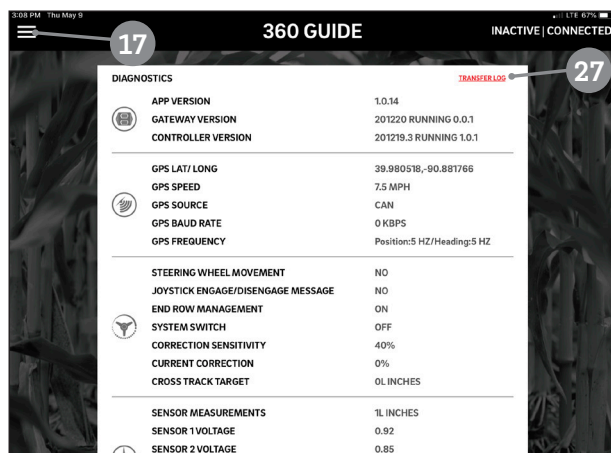 3:08 PM Thu May 9
LTE 67%
360 GUIDE
INACTIVE | CONNECTED
17
27
DIAGNOSTICS
TRANSFER LOG
APP VERSION 1.0.14
GATEWAY VERSION 201220 RUNNING 0.0.1
CONTROLLER VERSION 201219.3 RUNNING 1.0.1
GPS LAT/ LONG 39.980518,-90.881766
GPS SPEED 7.5 MPH
GPS SOURCE CAN
GPS BAUD RATE 0 KBPS
GPS FREQUENCY Position:5 HZ/Heading:5 HZ
STEERING WHEEL MOVEMENT NO
JOYSTICK ENGAGE/DISENGAGE MESSAGE NO
END ROW MANAGEMENT ON
SYSTEM SWITCH OFF
CORRECTION SENSITIVITY 40%
CURRENT CORRECTION 0%
CROSS TRACK TARGET 0L INCHES
SENSOR MEASUREMENTS 1L INCHES
SENSOR 1 VOLTAGE 0.92
SENSOR 2 VOLTAGE 0.85